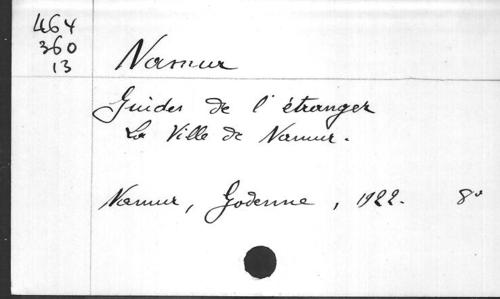 464
360
13
Namur
Guides de l'étranger
La Ville de Namur.
Namur, Godenne, 1922. 8°